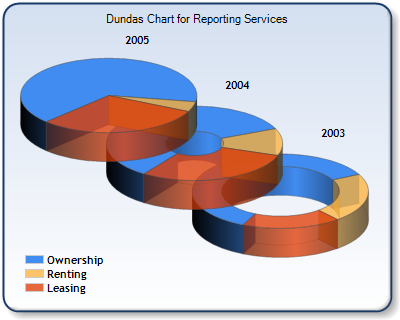 Dundas Chart for Reporting Services
2005
2004
2003
Ownership
Renting
Leasing